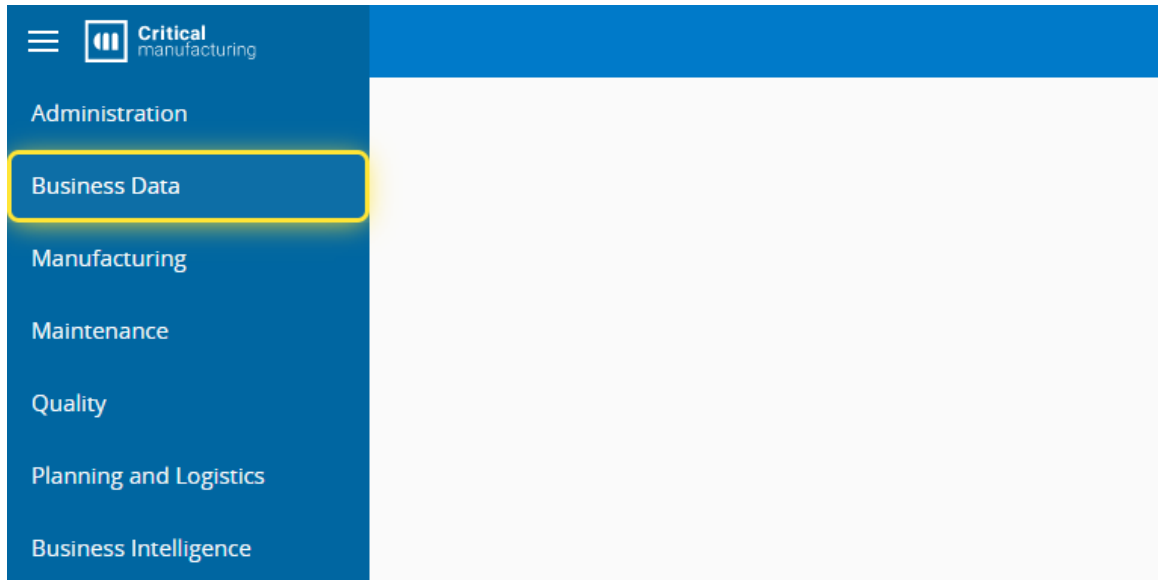 Critical
manufacturing
Administration
Business Data
Manufacturing
Maintenance
Quality
Planning and Logistics
Business Intelligence